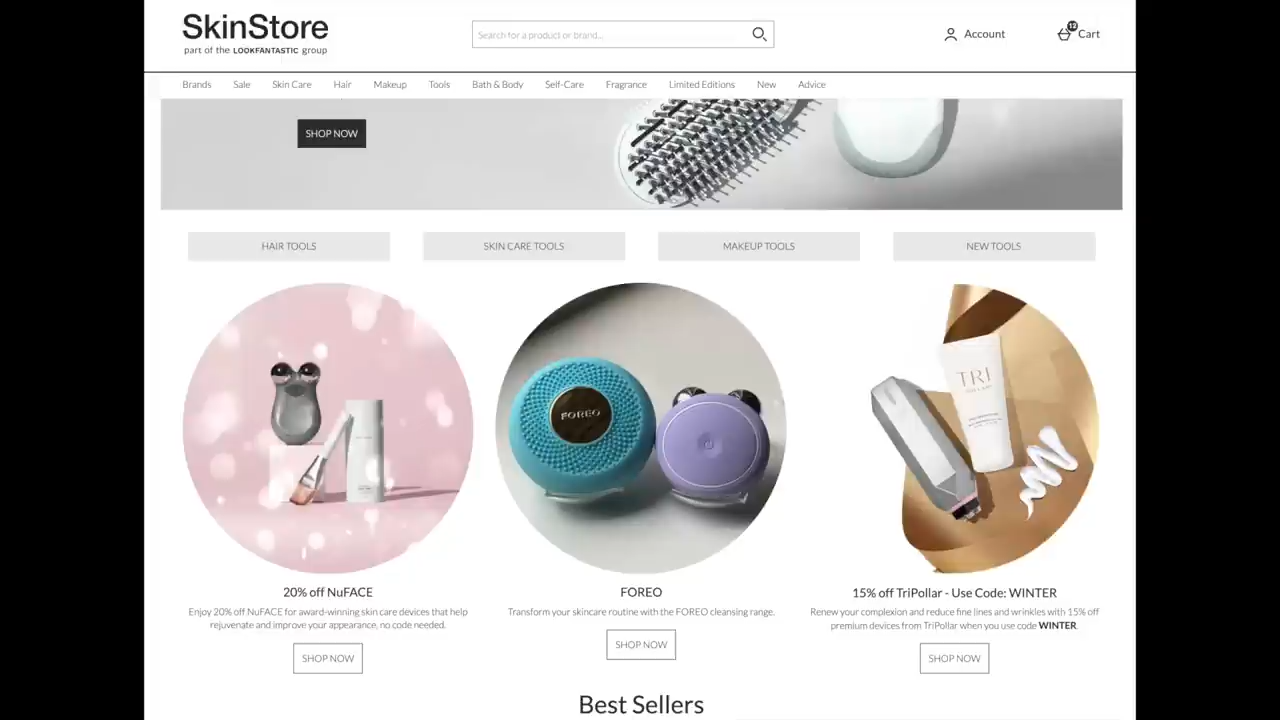 SkinStore
part of the LOOKFANTASTIC group
Search for a product or brand...
Account
12
Cart
Brands Sale Skin Care Hair Makeup Tools Bath & Body Self-Care Fragrance Limited Editions New Advice
SHOP NOW
HAIR TOOLS SKIN CARE TOOLS MAKEUP TOOLS NEW TOOLS
FOREO
TRI
20% off NuFACE
Enjoy 20% off NuFACE for award-winning skin care devices that help
rejuvenate and improve your appearance, no code needed.
SHOP NOW
FOREO
Transform your skincare routine with the FOREO cleansing range.
SHOP NOW
15% off TriPollar - Use Code: WINTER
Renew your complexion and reduce fine lines and wrinkles with 15% off
premium devices from TriPollar when you use code WINTER.
SHOP NOW
Best Sellers